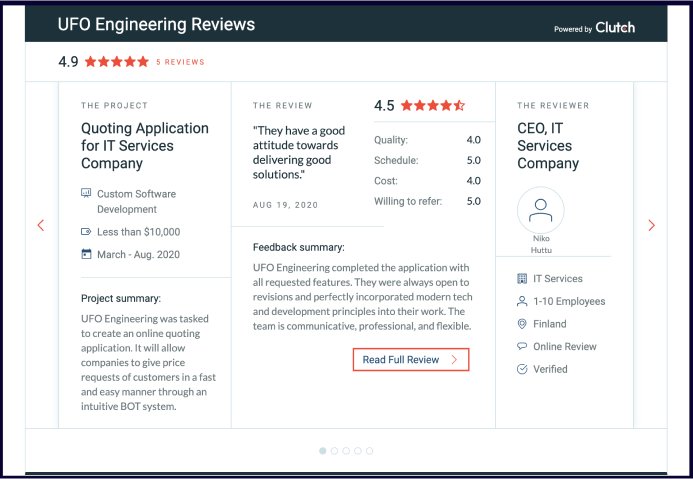 UFO Engineering Reviews
Powered by Clutch
4.9
5 REVIEWS
THE PROJECT
Quoting Application
for IT Services
Company
Custom Software
Development
Less than $10,000
March - Aug. 2020
Project summary:
UFO Engineering was tasked
to create an online quoting
application. It will allow
companies to give price
requests of customers in a fast
and easy manner through an
intuitive BOT system.
THE REVIEW
"They have a good
attitude towards
delivering good
solutions."
AUG 19, 2020
4.5
Quality: 4.0
Schedule: 5.0
Cost: 4.0
Willing to refer: 5.0
Feedback summary:
UFO Engineering completed the application with
all requested features. They were always open to
revisions and perfectly incorporated modern tech
and development principles into their work. The
team is communicative, professional, and flexible.
Read Full Review
THE REVIEWER
CEO, IT
Services
Company
Niko
Huttu
IT Services
1-10 Employees
Finland
Online Review
Verified